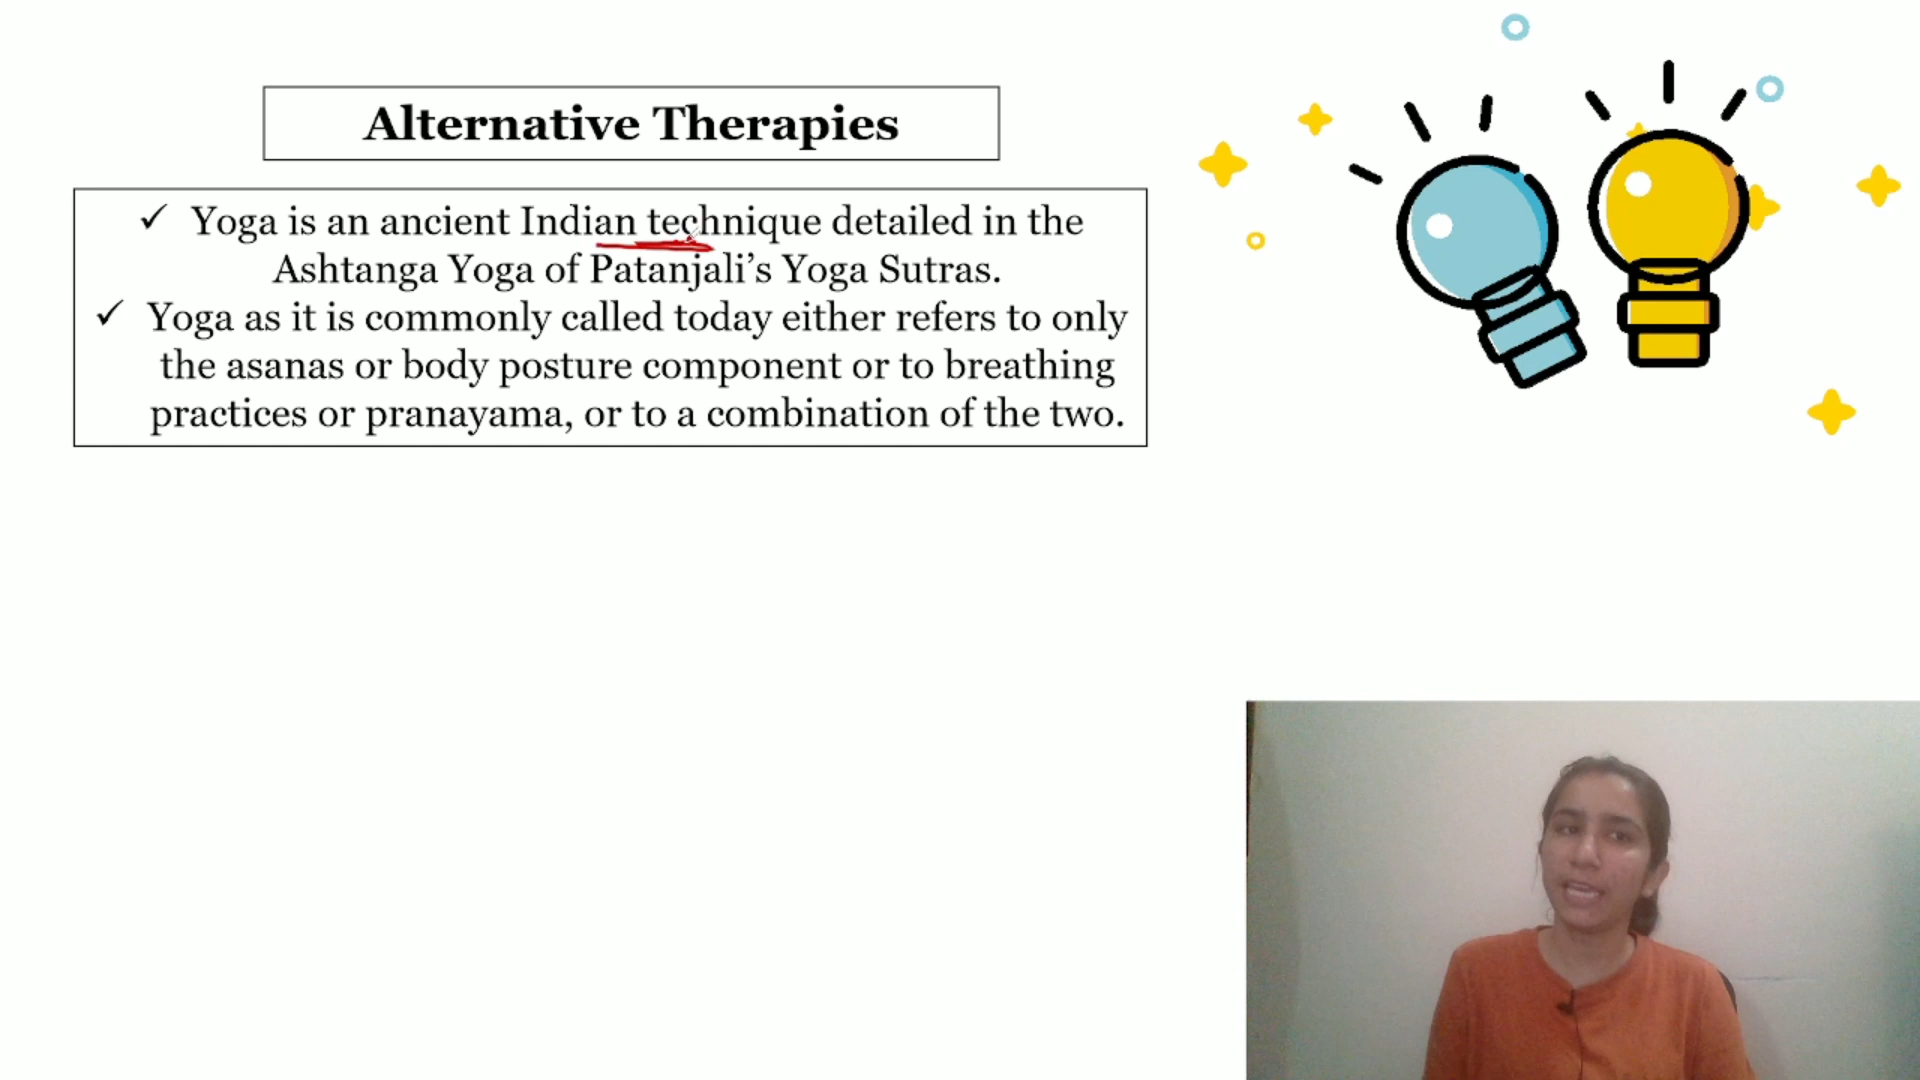 Alternative Therapies
✓ Yoga is an ancient Indian technique detailed in the
Ashtanga Yoga of Patanjali’s Yoga Sutras.
✓ Yoga as it is commonly called today either refers to only
the asanas or body posture component or to breathing
practices or pranayama, or to a combination of the two.